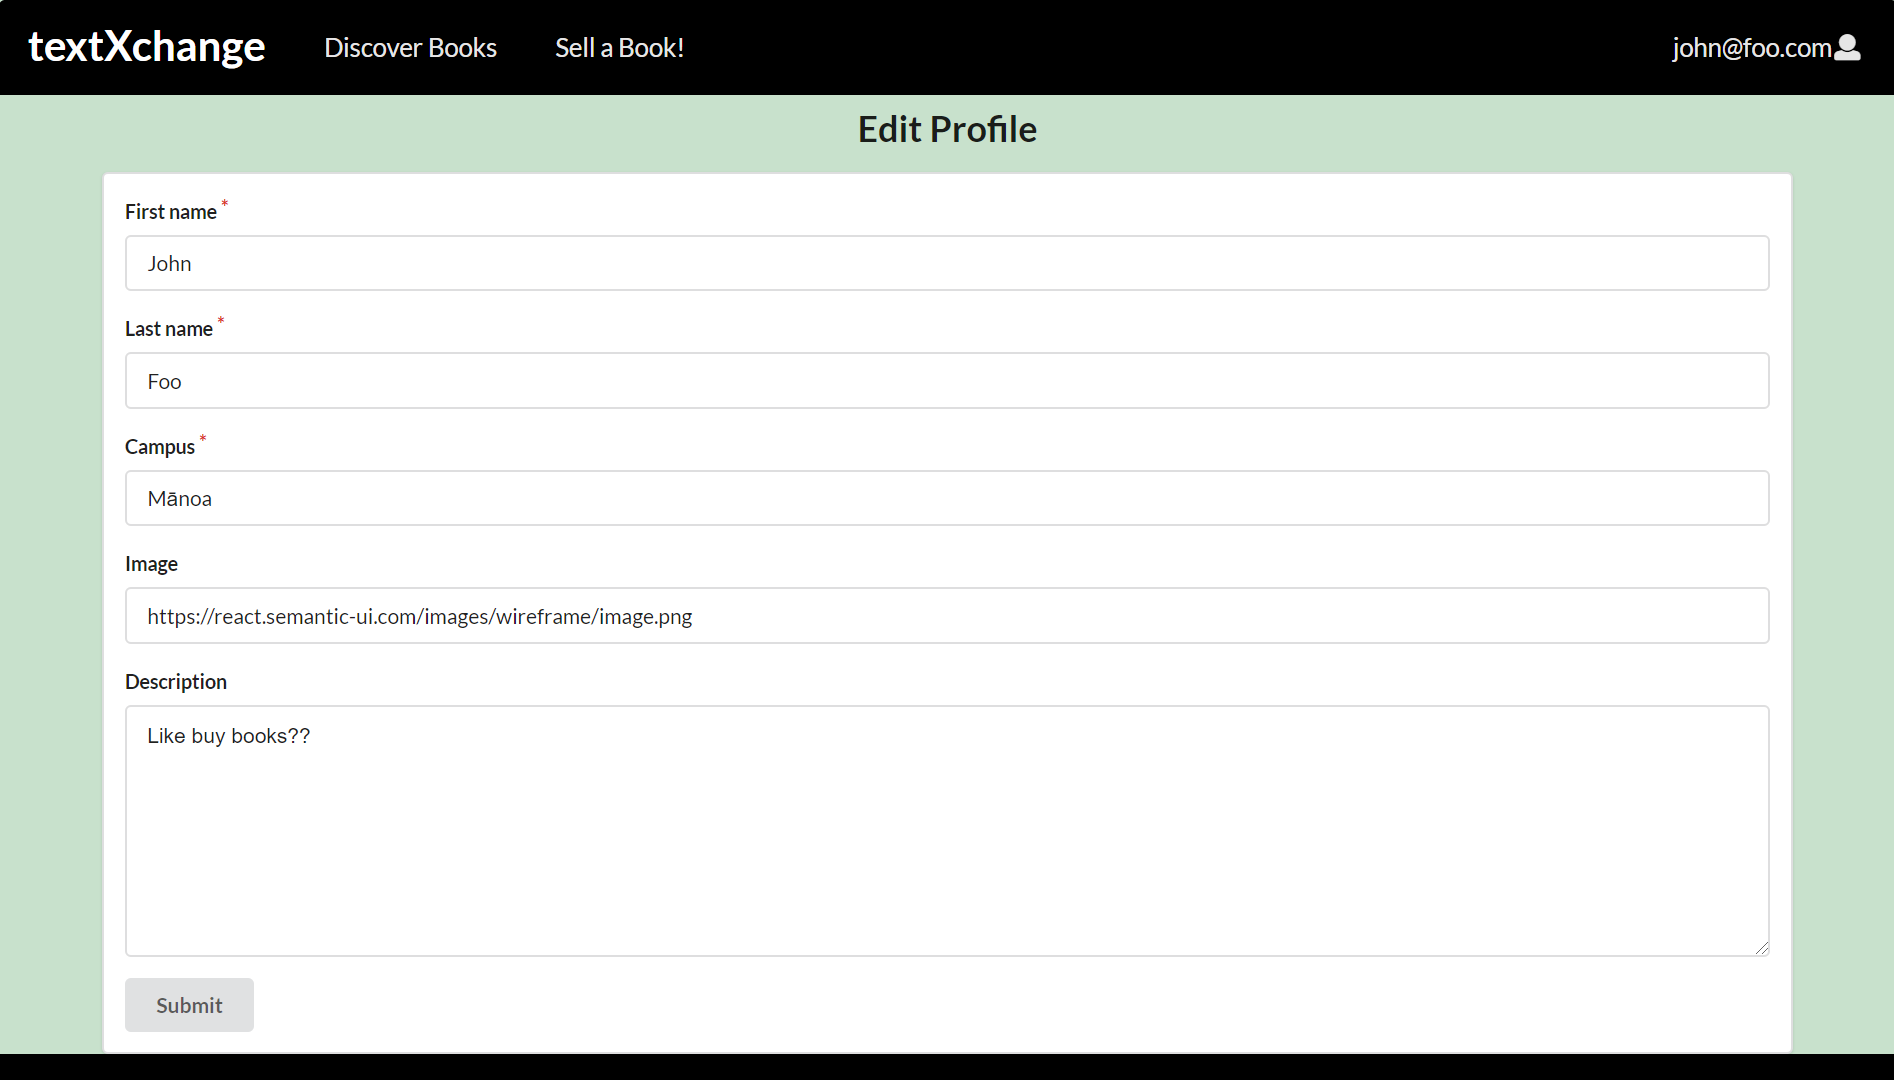 textXchange Discover Books Sell a Book! john@foo.com
Edit Profile
First name *
John
Last name *
Foo
Campus *
Mānoa
Image
https://react.semantic-ui.com/images/wireframe/image.png
Description
Like buy books??
Submit